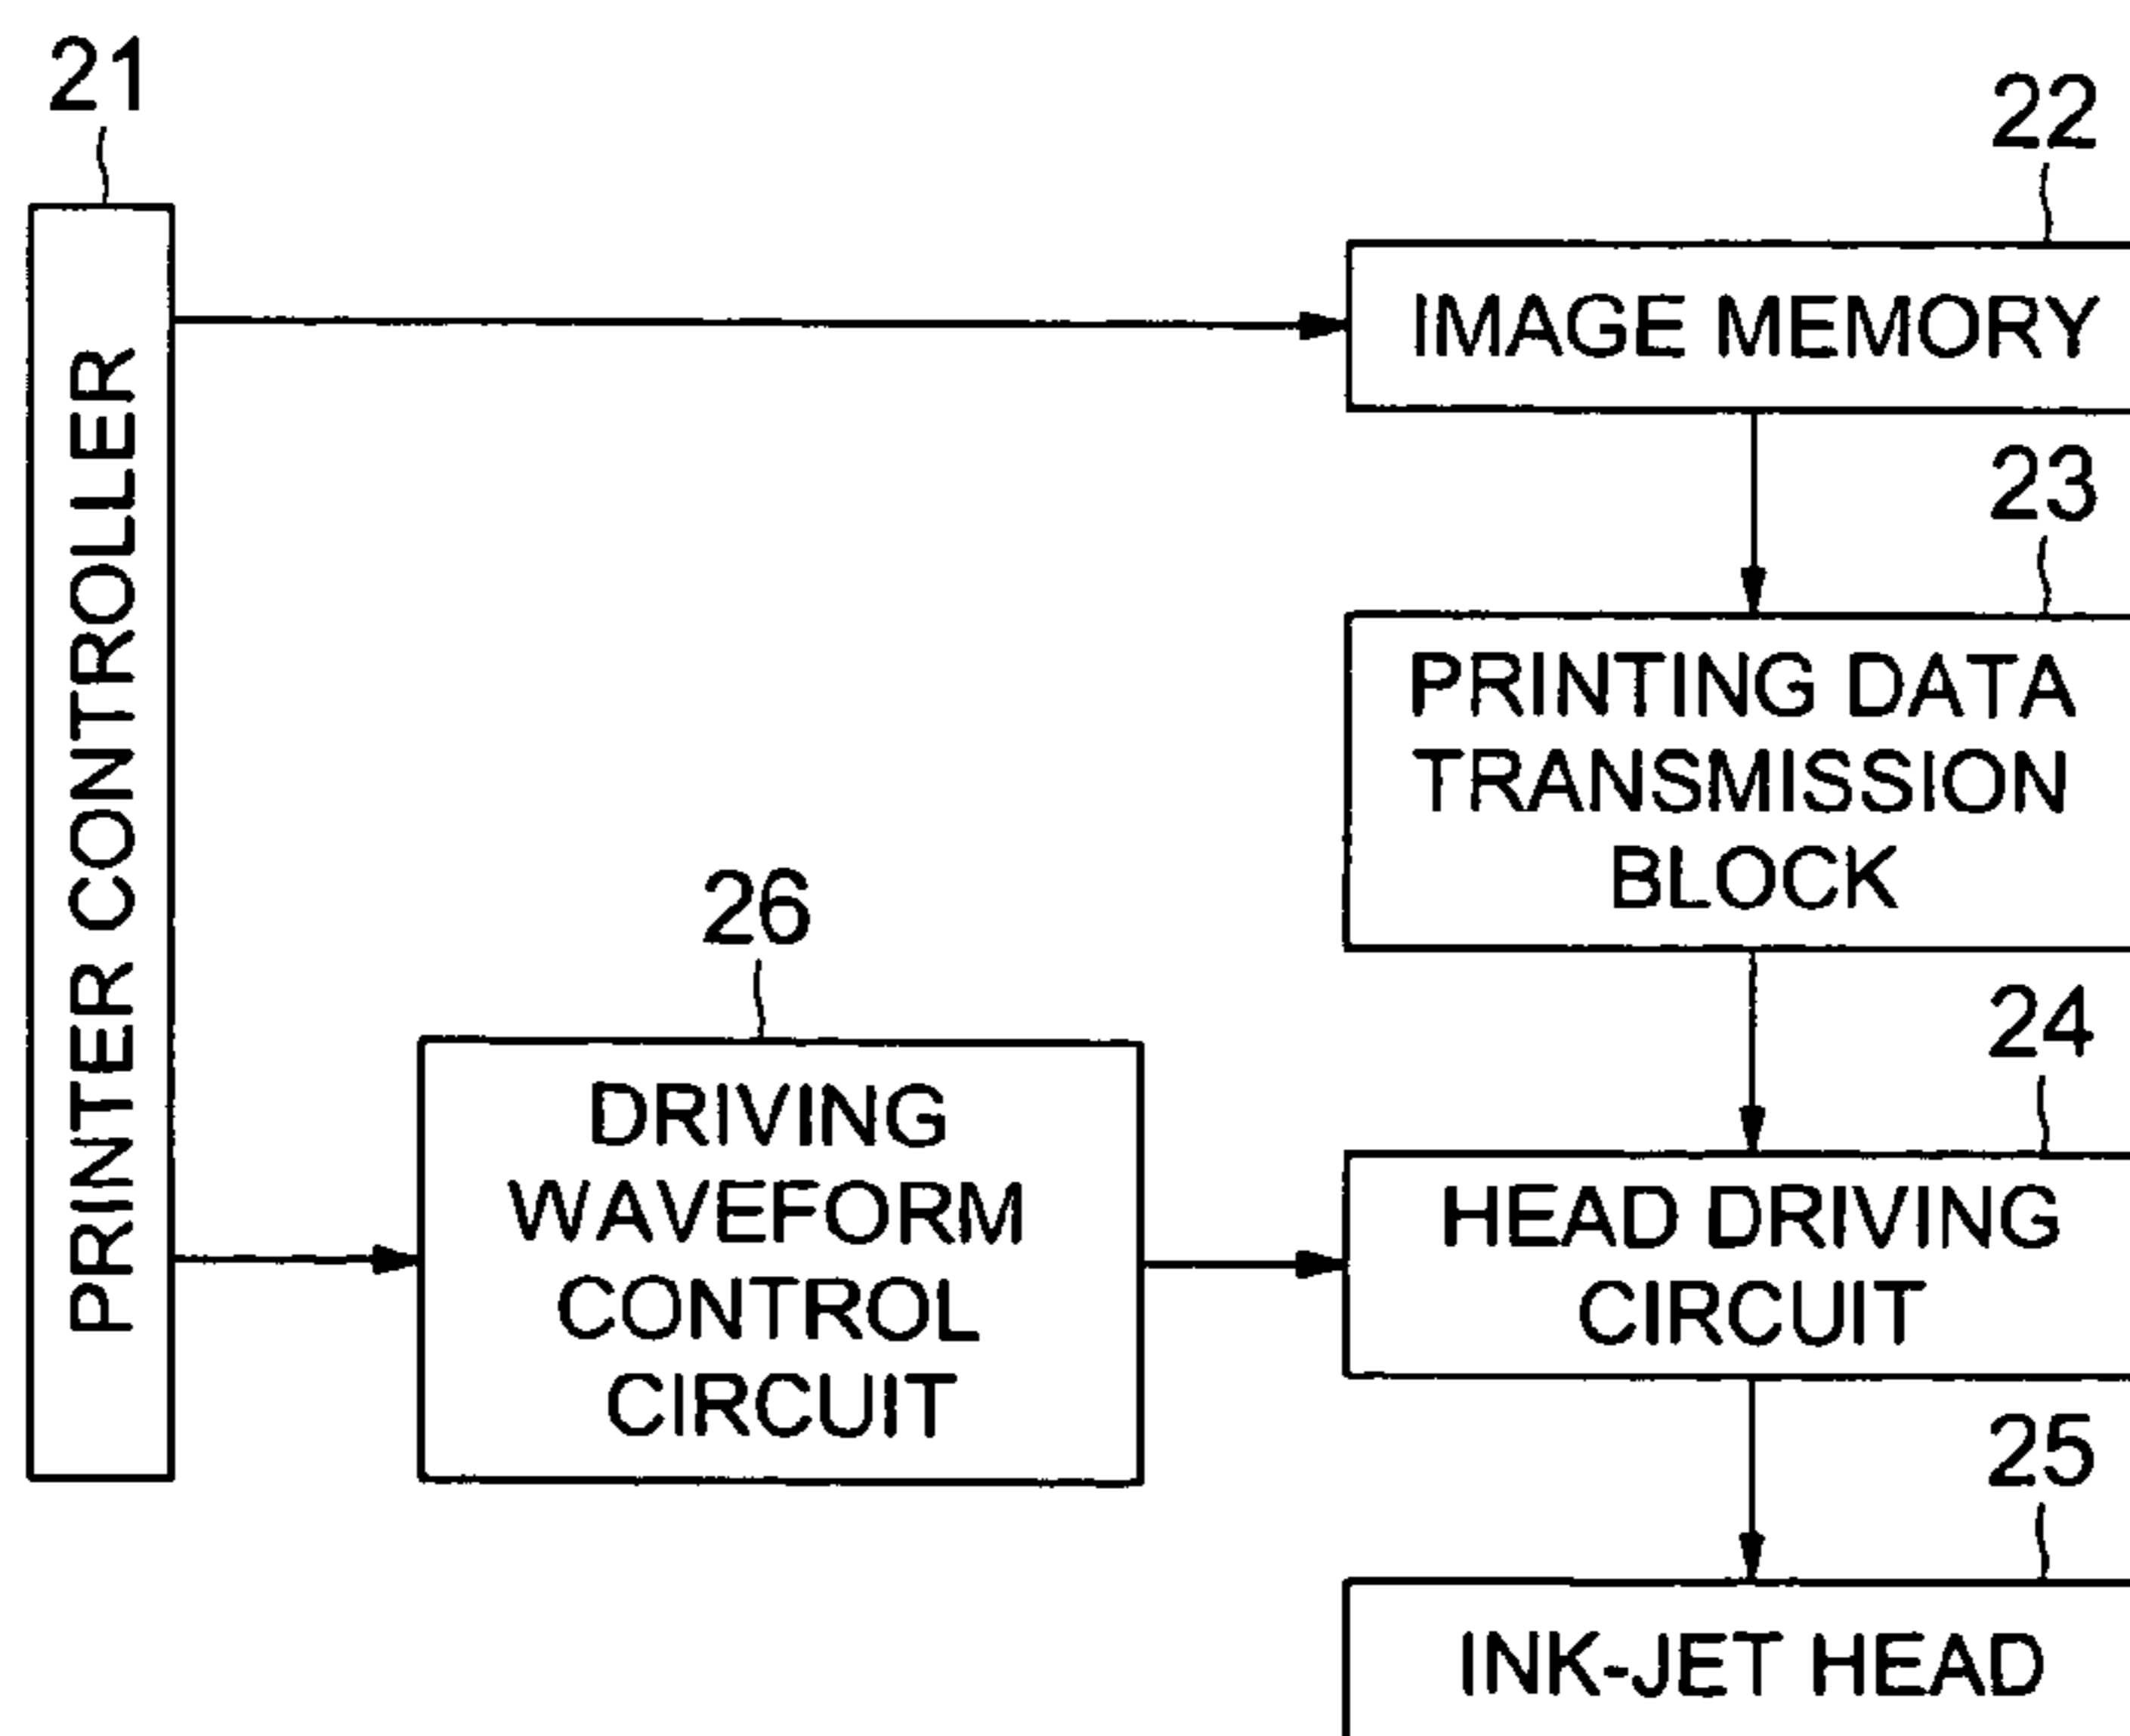 21
PRINTER CONTROLLER
22
IMAGE MEMORY
23
PRINTING DATA
TRANSMISSION
BLOCK
26
DRIVING
WAVEFORM
CONTROL
CIRCUIT
24
HEAD DRIVING
CIRCUIT
25
INK-JET HEAD